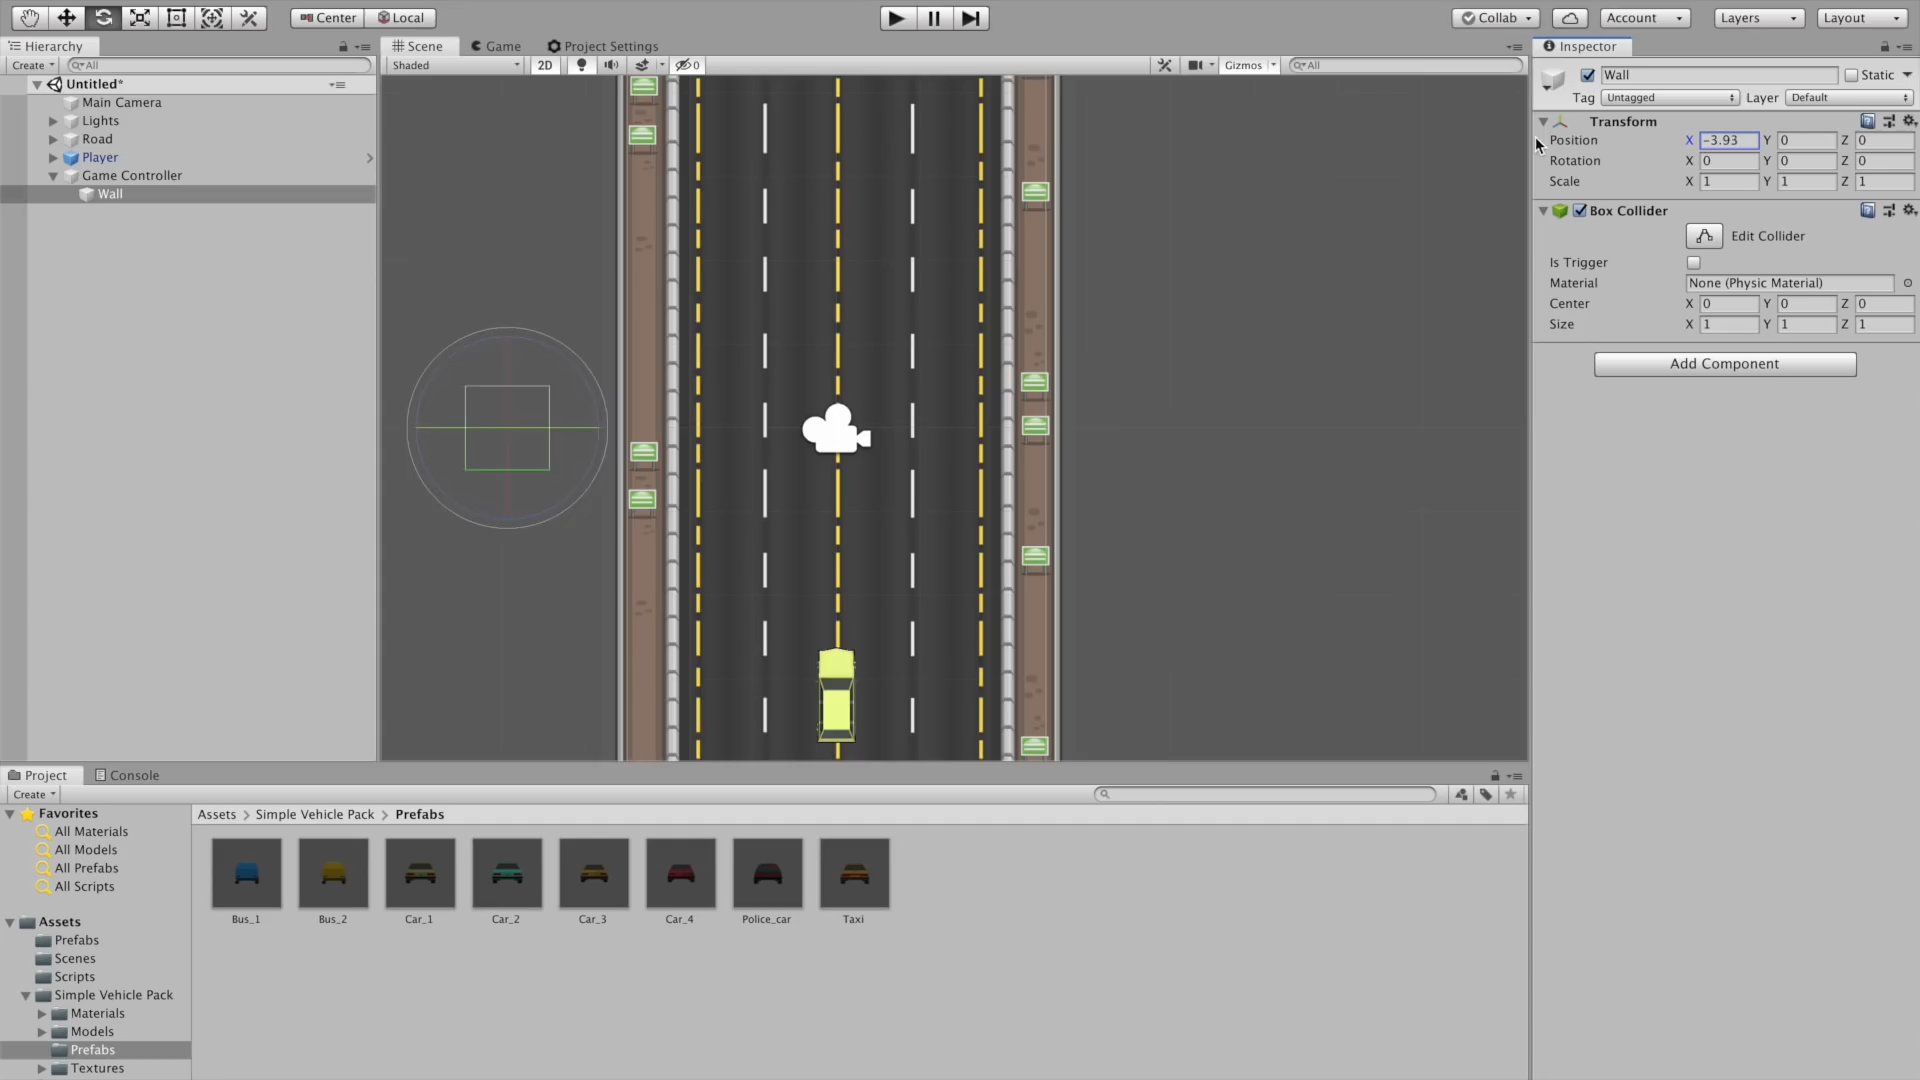 Center Local Collab Account Layers Layout
Hierarchy Scene Game Project Settings Inspector
Create All Shaded 2D 0 Gizmos All
Untitled*
Main Camera
Lights
Road
Player
Game Controller
Wall
Wall Static
Tag Untagged Layer Default
Transform
Position X -3.93 Y 0 Z 0
Rotation X 0 Y 0 Z 0
Scale X 1 Y 1 Z 1
Box Collider
Edit Collider
Is Trigger
Material None (Physic Material)
Center X 0 Y 0 Z 0
Size X 1 Y 1 Z 1
Add Component
Project Console
Create
Favorites
All Materials
All Models
All Prefabs
All Scripts
Assets
Prefabs
Scenes
Scripts
Simple Vehicle Pack
Materials
Models
Prefabs
Textures
Assets > Simple Vehicle Pack > Prefabs
Bus_1 Bus_2 Car_1 Car_2 Car_3 Car_4 Police_car Taxi